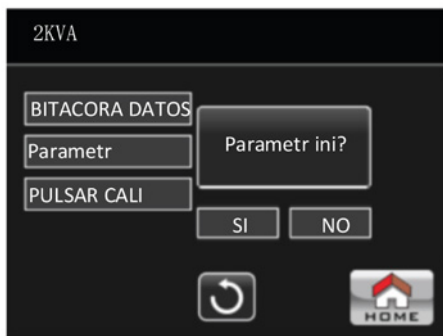 2KVA
BITACORA DATOS
Parametr
PULSAR CALI
Parametr ini?
SI
NO
HOME